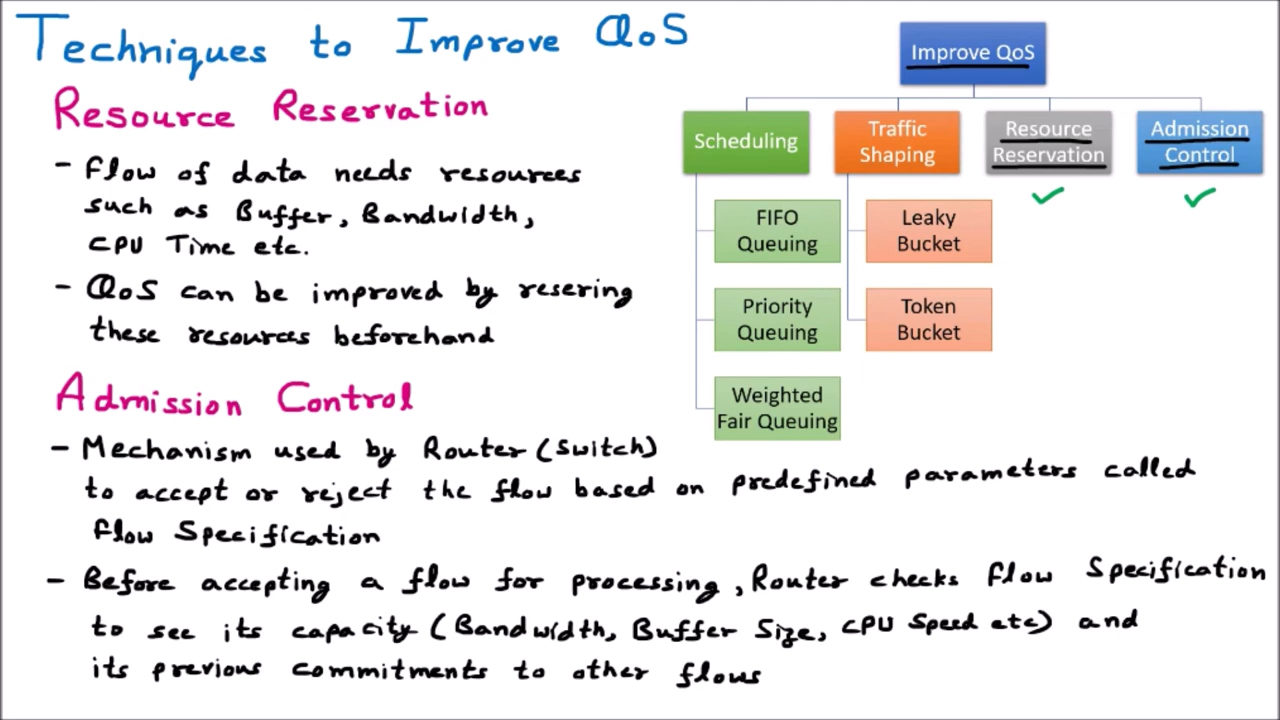 Techniques to Improve QoS
Resource Reservation
- Flow of data needs resources
such as Buffer, Bandwidth,
CPU Time etc.
- QoS can be improved by resering
these resources beforehand
Improve QoS
Scheduling
Traffic
Shaping
Resource
Reservation
Admission
Control
FIFO
Queuing
Leaky
Bucket
Priority
Queuing
Token
Bucket
Weighted
Fair Queuing
Admission Control
- Mechanism used by Router (Switch)
to accept or reject the flow based on predefined parameters called
Flow Specification
- Before accepting a flow for processing, Router checks Flow Specification
to see its capacity (Bandwidth, Buffer Size, CPU Speed etc) and
its previous commitments to other flows